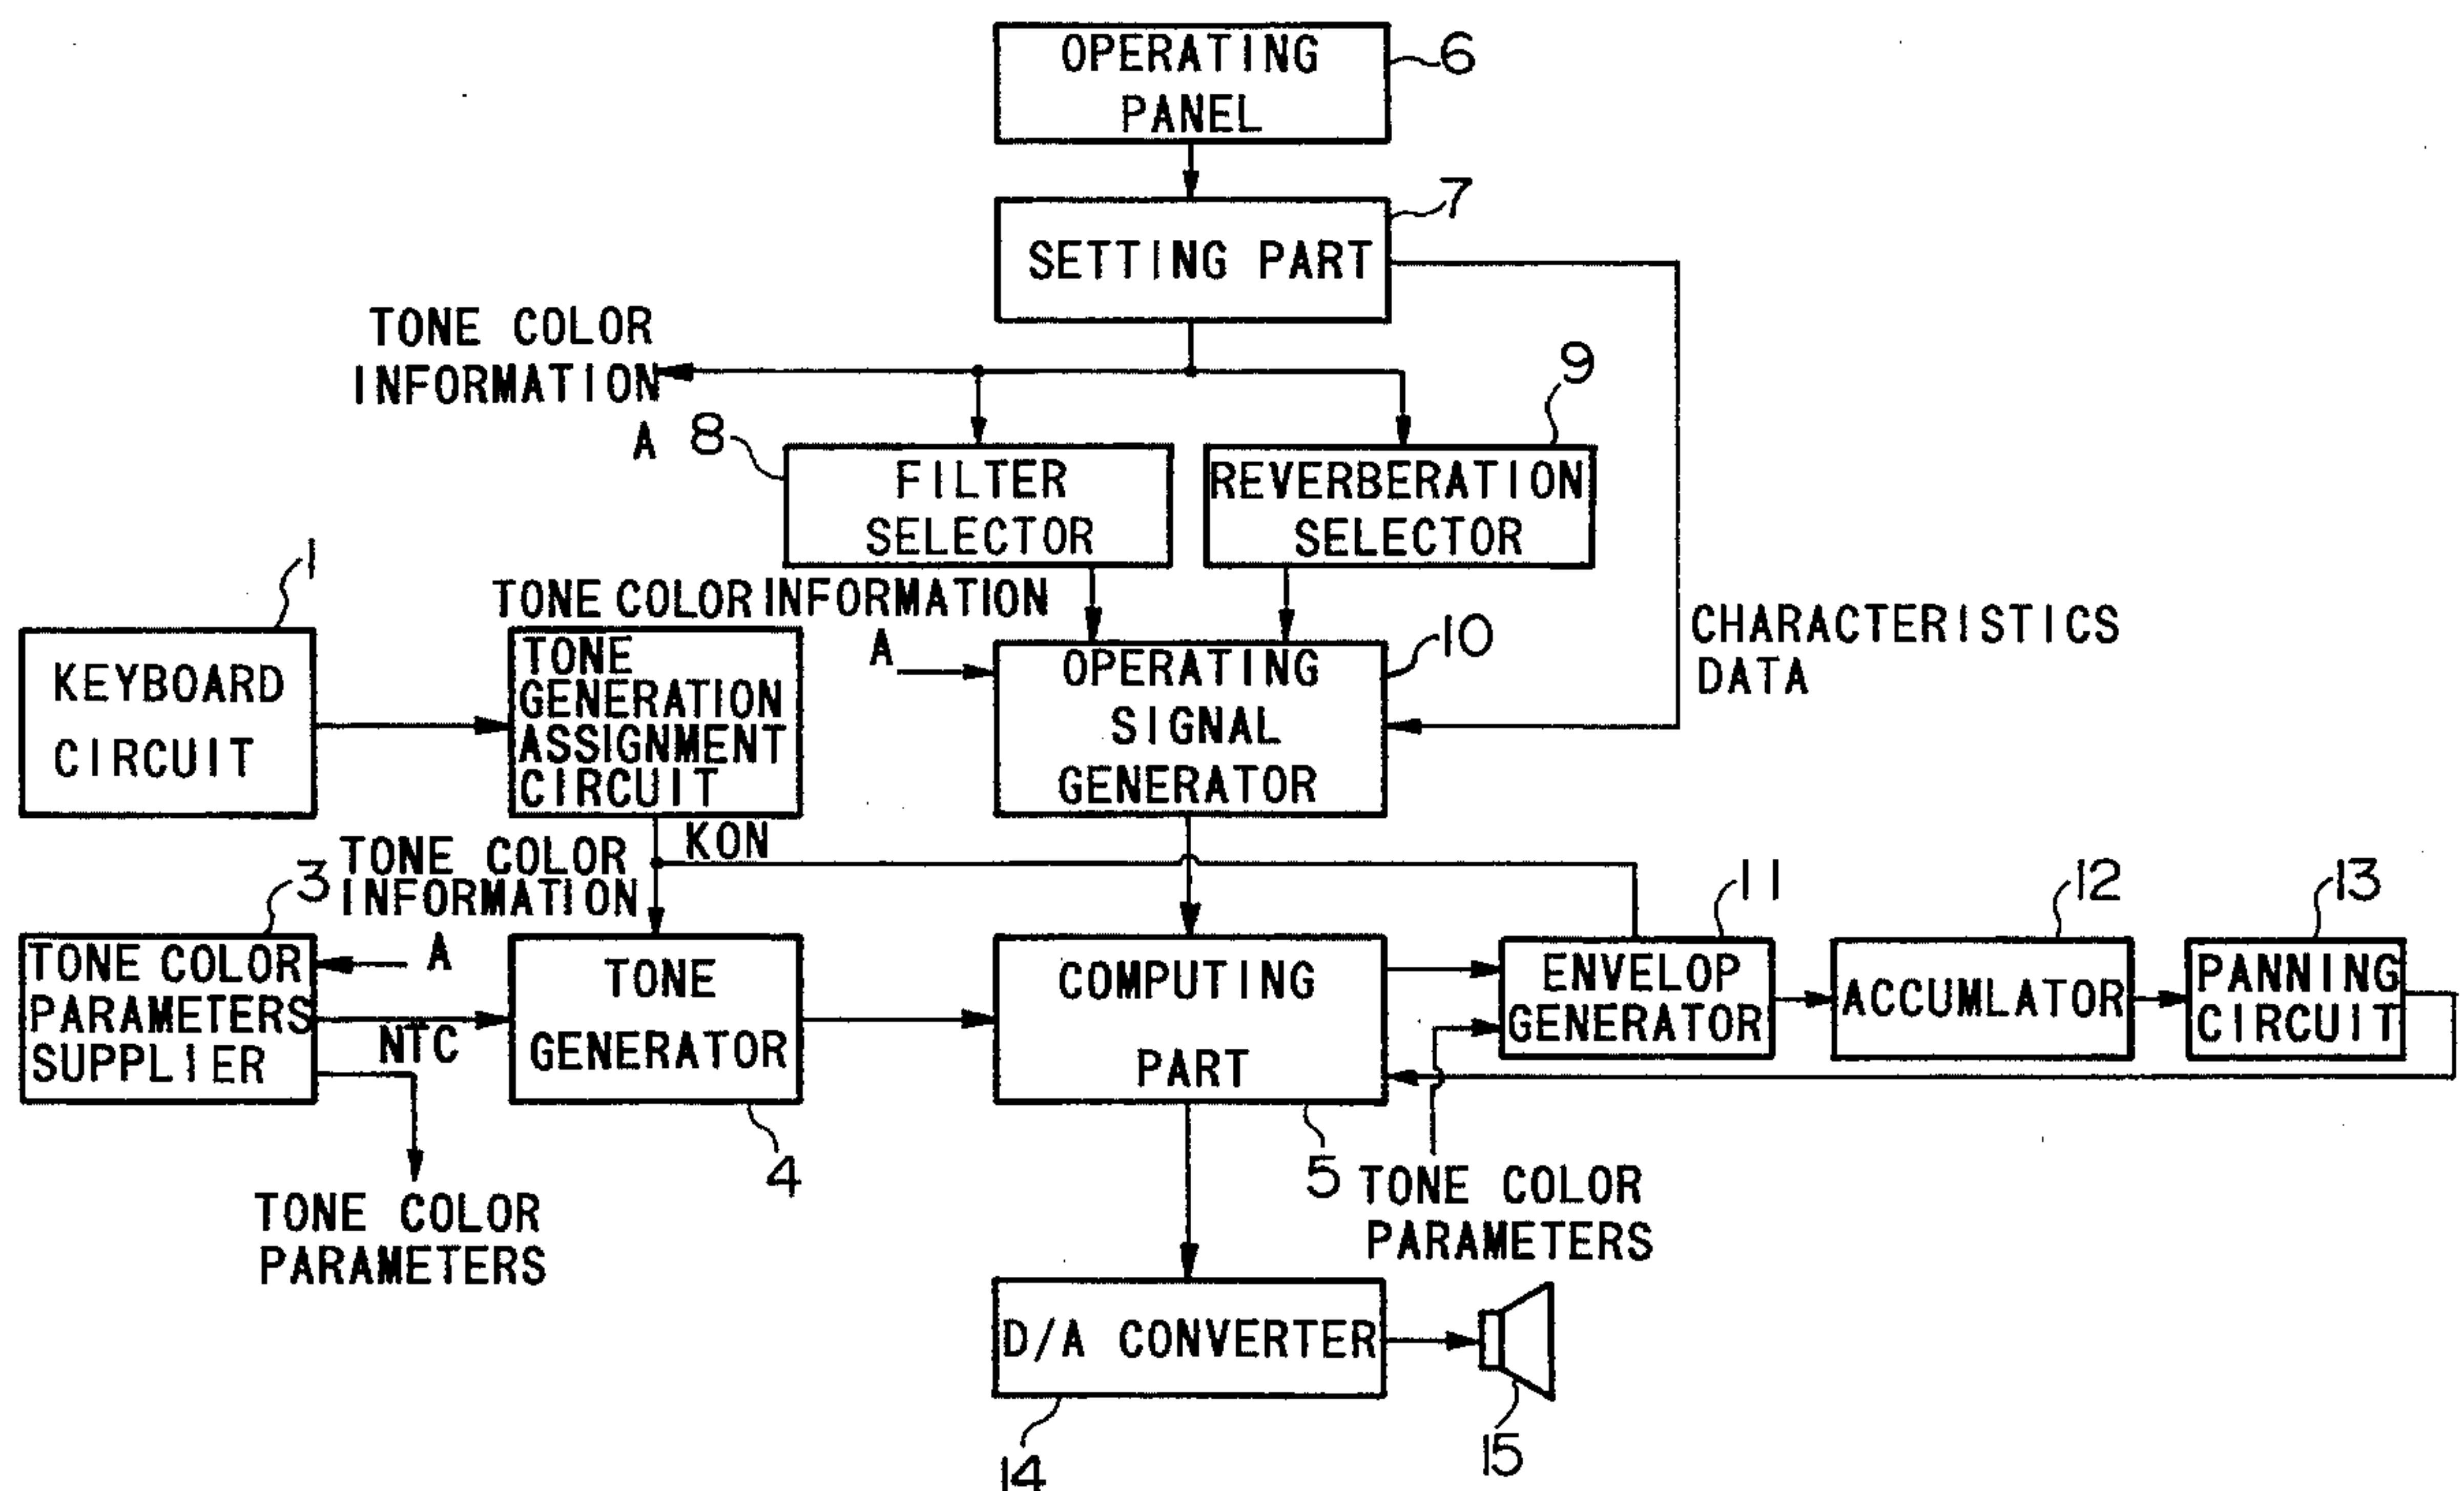 OPERATING
PANEL
6
SETTING PART
7
TONE COLOR
INFORMATION
A
8
FILTER
SELECTOR
9
REVERBERATION
SELECTOR
1
KEYBOARD
CIRCUIT
TONE
GENERATION
ASSIGNMENT
CIRCUIT
TONE COLOR INFORMATION
A
10
OPERATING
SIGNAL
GENERATOR
CHARACTERISTICS
DATA
KON
3
TONE COLOR
INFORMATION
A
TONE COLOR
PARAMETERS
SUPPLIER
NTC
TONE COLOR
PARAMETERS
TONE
GENERATOR
4
COMPUTING
PART
5
11
ENVELOP
GENERATOR
12
ACCUMLATOR
13
PANNING
CIRCUIT
TONE COLOR
PARAMETERS
D/A CONVERTER
14
15